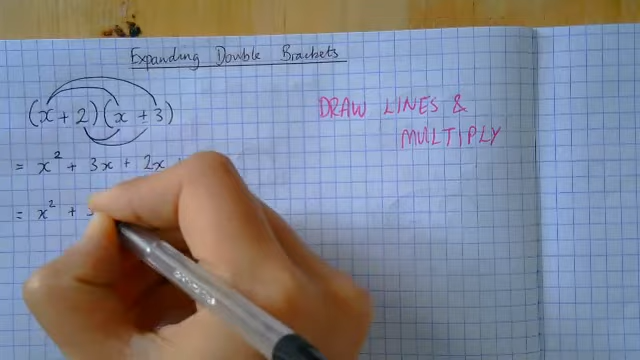 Expanding Double Brackets
(x + 2)(x + 3)
DRAW LINES &
MULTIPLY
= x² + 3x + 2x
= x² +